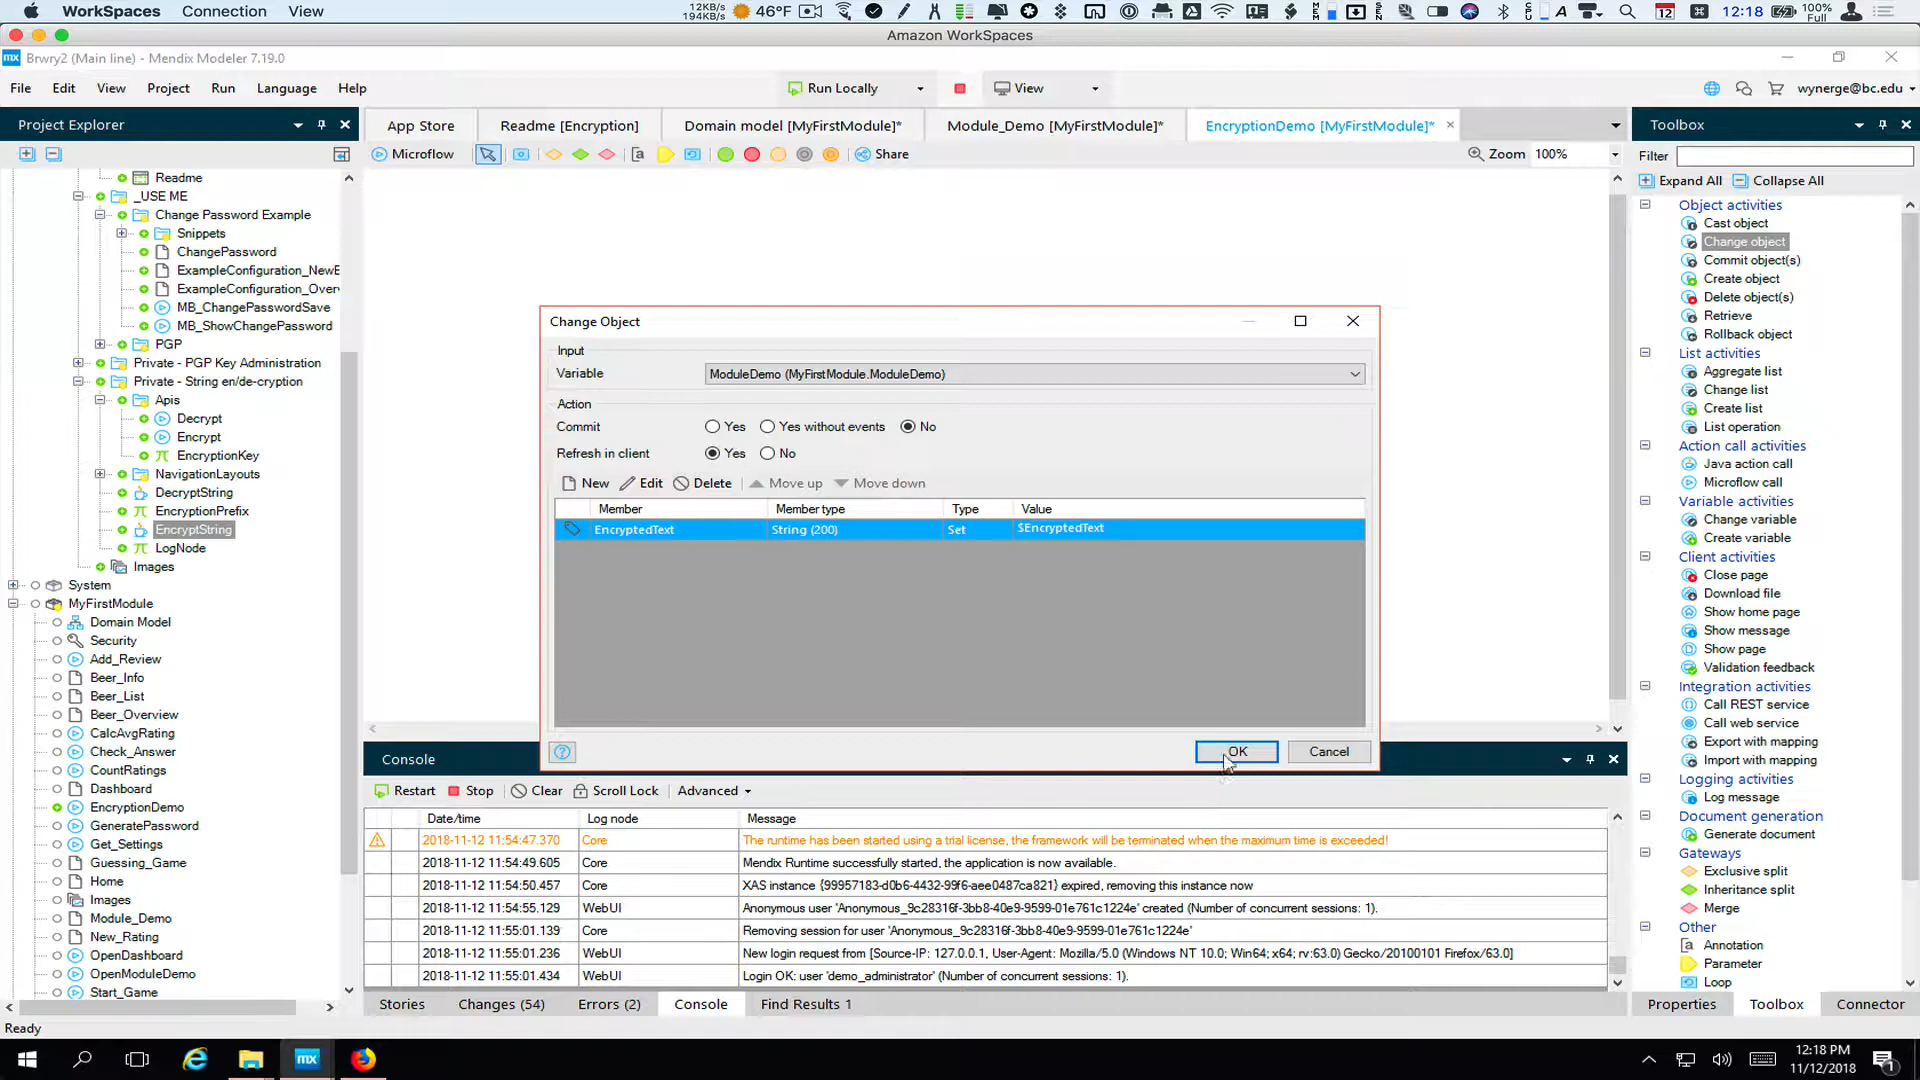 WorkSpaces Connection View 12KB/s 194KB/s 46°F MEM SEN CPU A 12 12:18 100% Full
Amazon WorkSpaces
mx Brwry2 (Main line) - Mendix Modeler 7.19.0
File Edit View Project Run Language Help Run Locally View wynerge@bc.edu
Project Explorer
App Store Readme [Encryption] Domain model [MyFirstModule]* Module_Demo [MyFirstModule]* EncryptionDemo [MyFirstModule]*
Toolbox
Microflow Share Zoom 100%
Filter
Expand All Collapse All
Readme
_USE ME
Change Password Example
Snippets
ChangePassword
ExampleConfiguration_NewE
ExampleConfiguration_Over
MB_ChangePasswordSave
MB_ShowChangePassword
PGP
Private - PGP Key Administration
Private - String en/de-cryption
Apis
Decrypt
Encrypt
EncryptionKey
NavigationLayouts
DecryptString
EncryptionPrefix
EncryptString
LogNode
Images
System
MyFirstModule
Domain Model
Security
Add_Review
Beer_Info
Beer_List
Beer_Overview
CalcAvgRating
Check_Answer
CountRatings
Dashboard
EncryptionDemo
GeneratePassword
Get_Settings
Guessing_Game
Home
Images
Module_Demo
New_Rating
OpenDashboard
OpenModuleDemo
Start_Game
Change Object
Input
Variable ModuleDemo (MyFirstModule.ModuleDemo)
Action
Commit Yes Yes without events No
Refresh in client Yes No
New Edit Delete Move up Move down
Member Member type Type Value
EncryptedText String (200) Set $EncryptedText
OK Cancel
Console
Restart Stop Clear Scroll Lock Advanced
Date/time Log node Message
2018-11-12 11:54:47.370 Core The runtime has been started using a trial license, the framework will be terminated when the maximum time is exceeded!
2018-11-12 11:54:49.605 Core Mendix Runtime successfully started, the application is now available.
2018-11-12 11:54:50.457 Core XAS instance {99957183-d0b6-4432-99f6-aee0487ca821} expired, removing this instance now
2018-11-12 11:54:55.129 WebUI Anonymous user 'Anonymous_9c28316f-3bb8-40e9-9599-01e761c1224e' created (Number of concurrent sessions: 1).
2018-11-12 11:55:01.139 Core Removing session for user 'Anonymous_9c28316f-3bb8-40e9-9599-01e761c1224e'
2018-11-12 11:55:01.236 WebUI New login request from [Source-IP: 127.0.0.1, User-Agent: Mozilla/5.0 (Windows NT 10.0; Win64; x64; rv:63.0) Gecko/20100101 Firefox/63.0]
2018-11-12 11:55:01.434 WebUI Login OK: user 'demo_administrator' (Number of concurrent sessions: 1).
Stories Changes (54) Errors (2) Console Find Results 1
Object activities
Cast object
Change object
Commit object(s)
Create object
Delete object(s)
Retrieve
Rollback object
List activities
Aggregate list
Change list
Create list
List operation
Action call activities
Java action call
Microflow call
Variable activities
Change variable
Create variable
Client activities
Close page
Download file
Show home page
Show message
Show page
Validation feedback
Integration activities
Call REST service
Call web service
Export with mapping
Import with mapping
Logging activities
Log message
Document generation
Generate document
Gateways
Exclusive split
Inheritance split
Merge
Other
Annotation
Parameter
Loop
Properties Toolbox Connector
Ready
mx
12:18 PM
11/12/2018
1